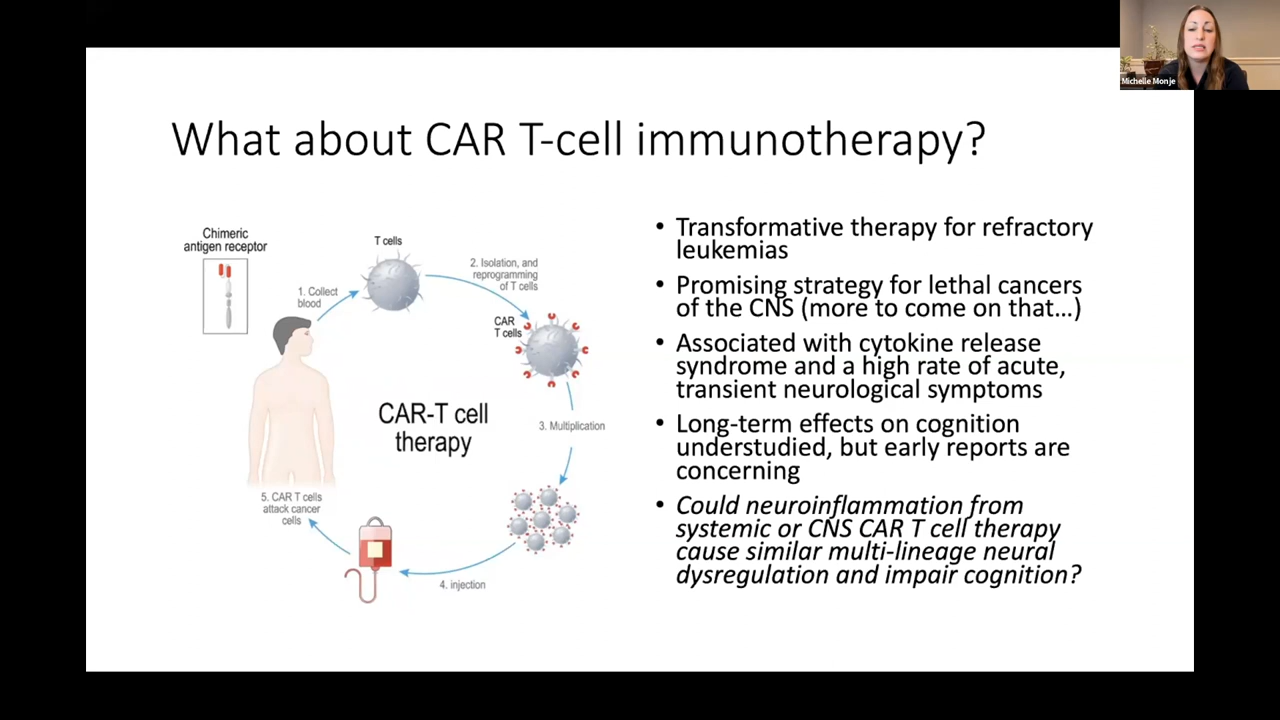 Michelle Monje
What about CAR T-cell immunotherapy?
Chimeric
antigen receptor
T cells
1. Collect
blood
2. Isolation, and
reprogramming
of T cells
CAR
T cells
CAR-T cell
therapy
3. Multiplication
4. injection
5. CAR T cells
attack cancer
cells
• Transformative therapy for refractory
leukemias
• Promising strategy for lethal cancers
of the CNS (more to come on that…)
• Associated with cytokine release
syndrome and a high rate of acute,
transient neurological symptoms
• Long-term effects on cognition
understudied, but early reports are
concerning
• Could neuroinflammation from
systemic or CNS CAR T cell therapy
cause similar multi-lineage neural
dysregulation and impair cognition?